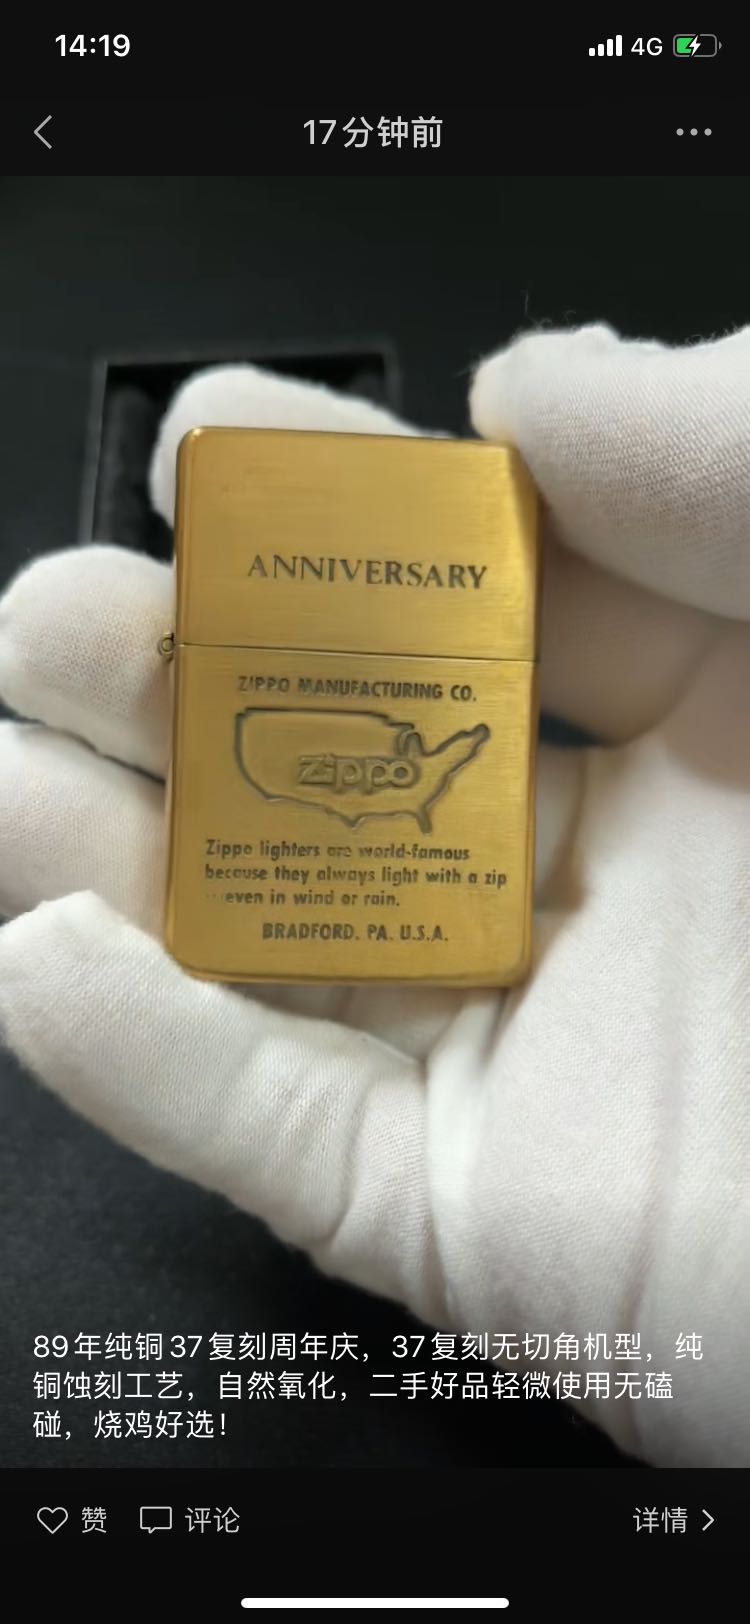 14:19
4G
17分钟前
ANNIVERSARY
ZIPPO MANUFACTURING CO.
zippo
Zippo lighters are world-famous
because they always light with a zip
...even in wind or rain.
BRADFORD. PA. U.S.A.
89年纯铜37复刻周年庆，37复刻无切角机型，纯
铜蚀刻工艺，自然氧化，二手好品轻微使用无磕
碰，烧鸡好选！
赞
评论
详情